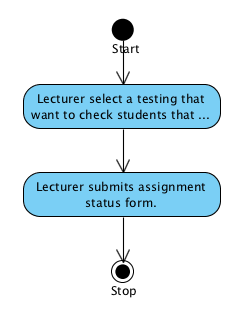 Start
Lecturer select a testing that
want to check students that ...
Lecturer submits assignment
status form.
Stop